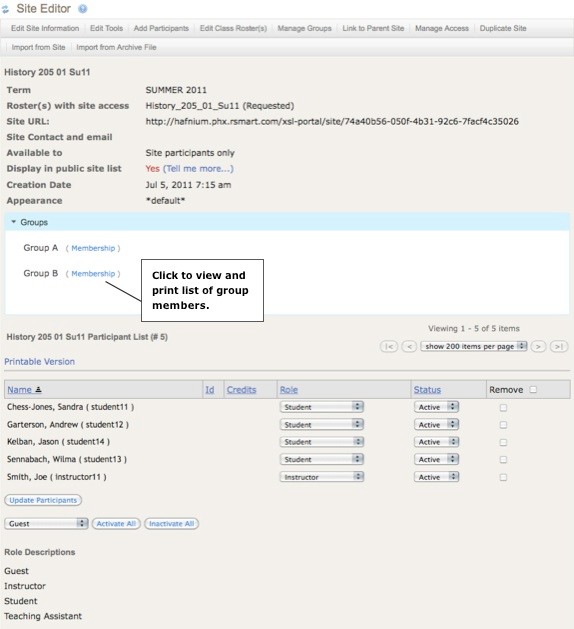 Site Editor
Edit Site Information | Edit Tools | Add Participants | Edit Class Roster(s) | Manage Groups | Link to Parent Site | Manage Access | Duplicate Site
Import from Site | Import from Archive File
History 205 01 Su11
Term SUMMER 2011
Roster(s) with site access History_205_01_Su11 (Requested)
Site URL: http://hafnium.phx.rsmart.com/xsl-portal/site/74a40b56-050f-4b31-92c6-7facf4c35026
Site Contact and email
Available to Site participants only
Display in public site list Yes (Tell me more...)
Creation Date Jul 5, 2011 7:15 am
Appearance *default*
Groups
Group A ( Membership )
Group B ( Membership )
Click to view and
print list of group
members.
Viewing 1 - 5 of 5 items
History 205 01 Su11 Participant List (# 5)
|< < show 200 items per page > >|
Printable Version
Name Id Credits Role Status Remove
Chess-Jones, Sandra ( student11 ) Student Active
Garterson, Andrew ( student12 ) Student Active
Kelban, Jason ( student14 ) Student Active
Sennabach, Wilma ( student13 ) Student Active
Smith, Joe ( instructor11 ) Instructor Active
Update Participants
Guest Activate All Inactivate All
Role Descriptions
Guest
Instructor
Student
Teaching Assistant